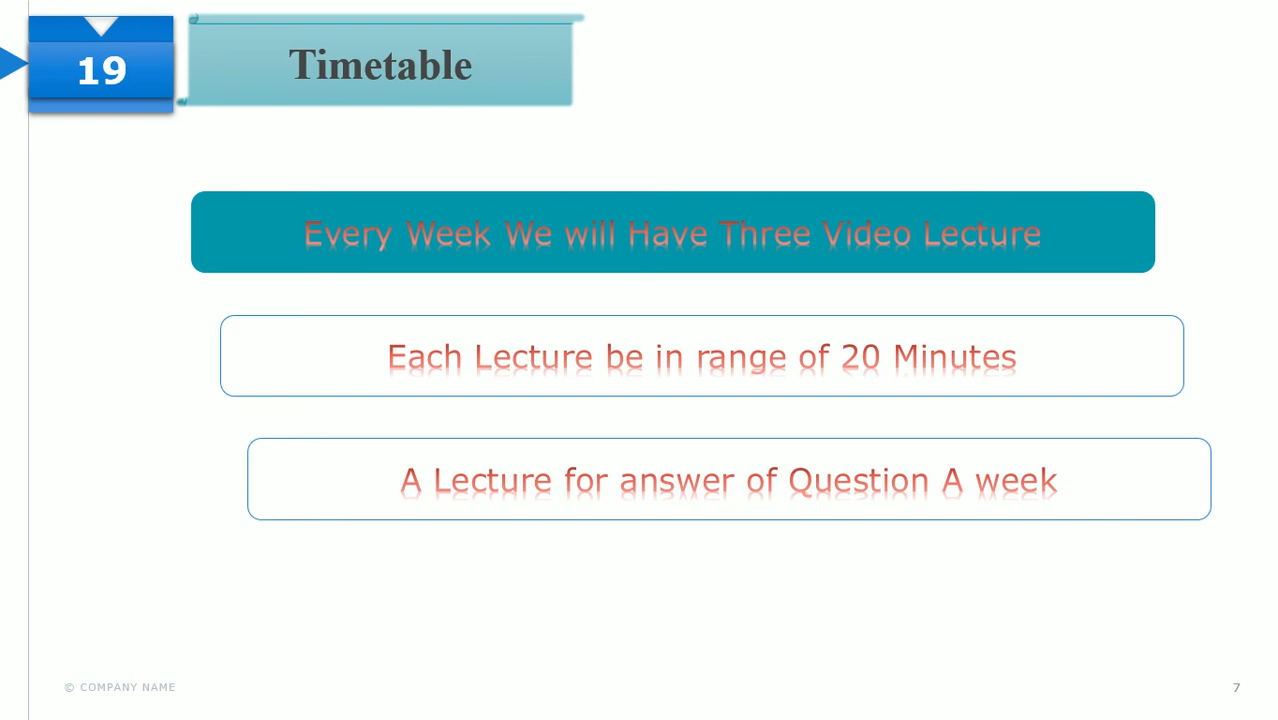 19
Timetable
Every Week We will Have Three Video Lecture
Each Lecture be in range of 20 Minutes
A Lecture for answer of Question A week
© COMPANY NAME
7